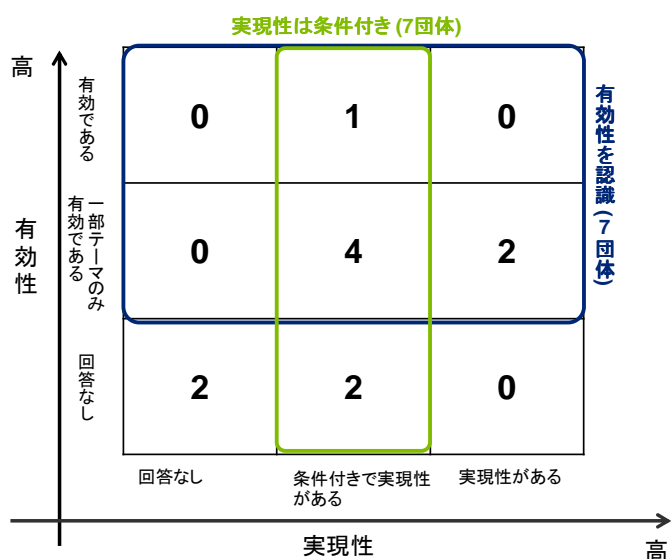 実現性は条件付き (7団体)
高
有効である
0
1
0
有効性を認識 (7団体)
有効性
一部テーマのみ
有効である
0
4
2
回答なし
2
2
0
回答なし
条件付きで実現性
がある
実現性がある
実現性
高